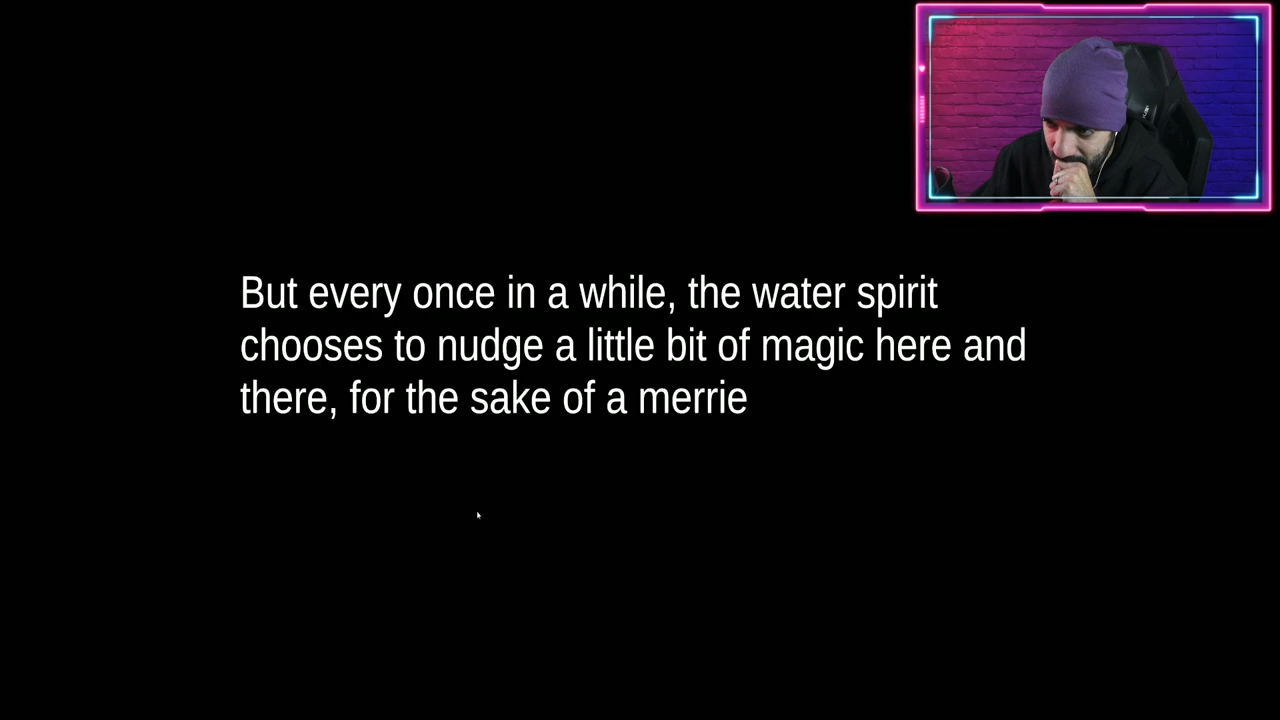 But every once in a while, the water spirit
chooses to nudge a little bit of magic here and
there, for the sake of a merrie